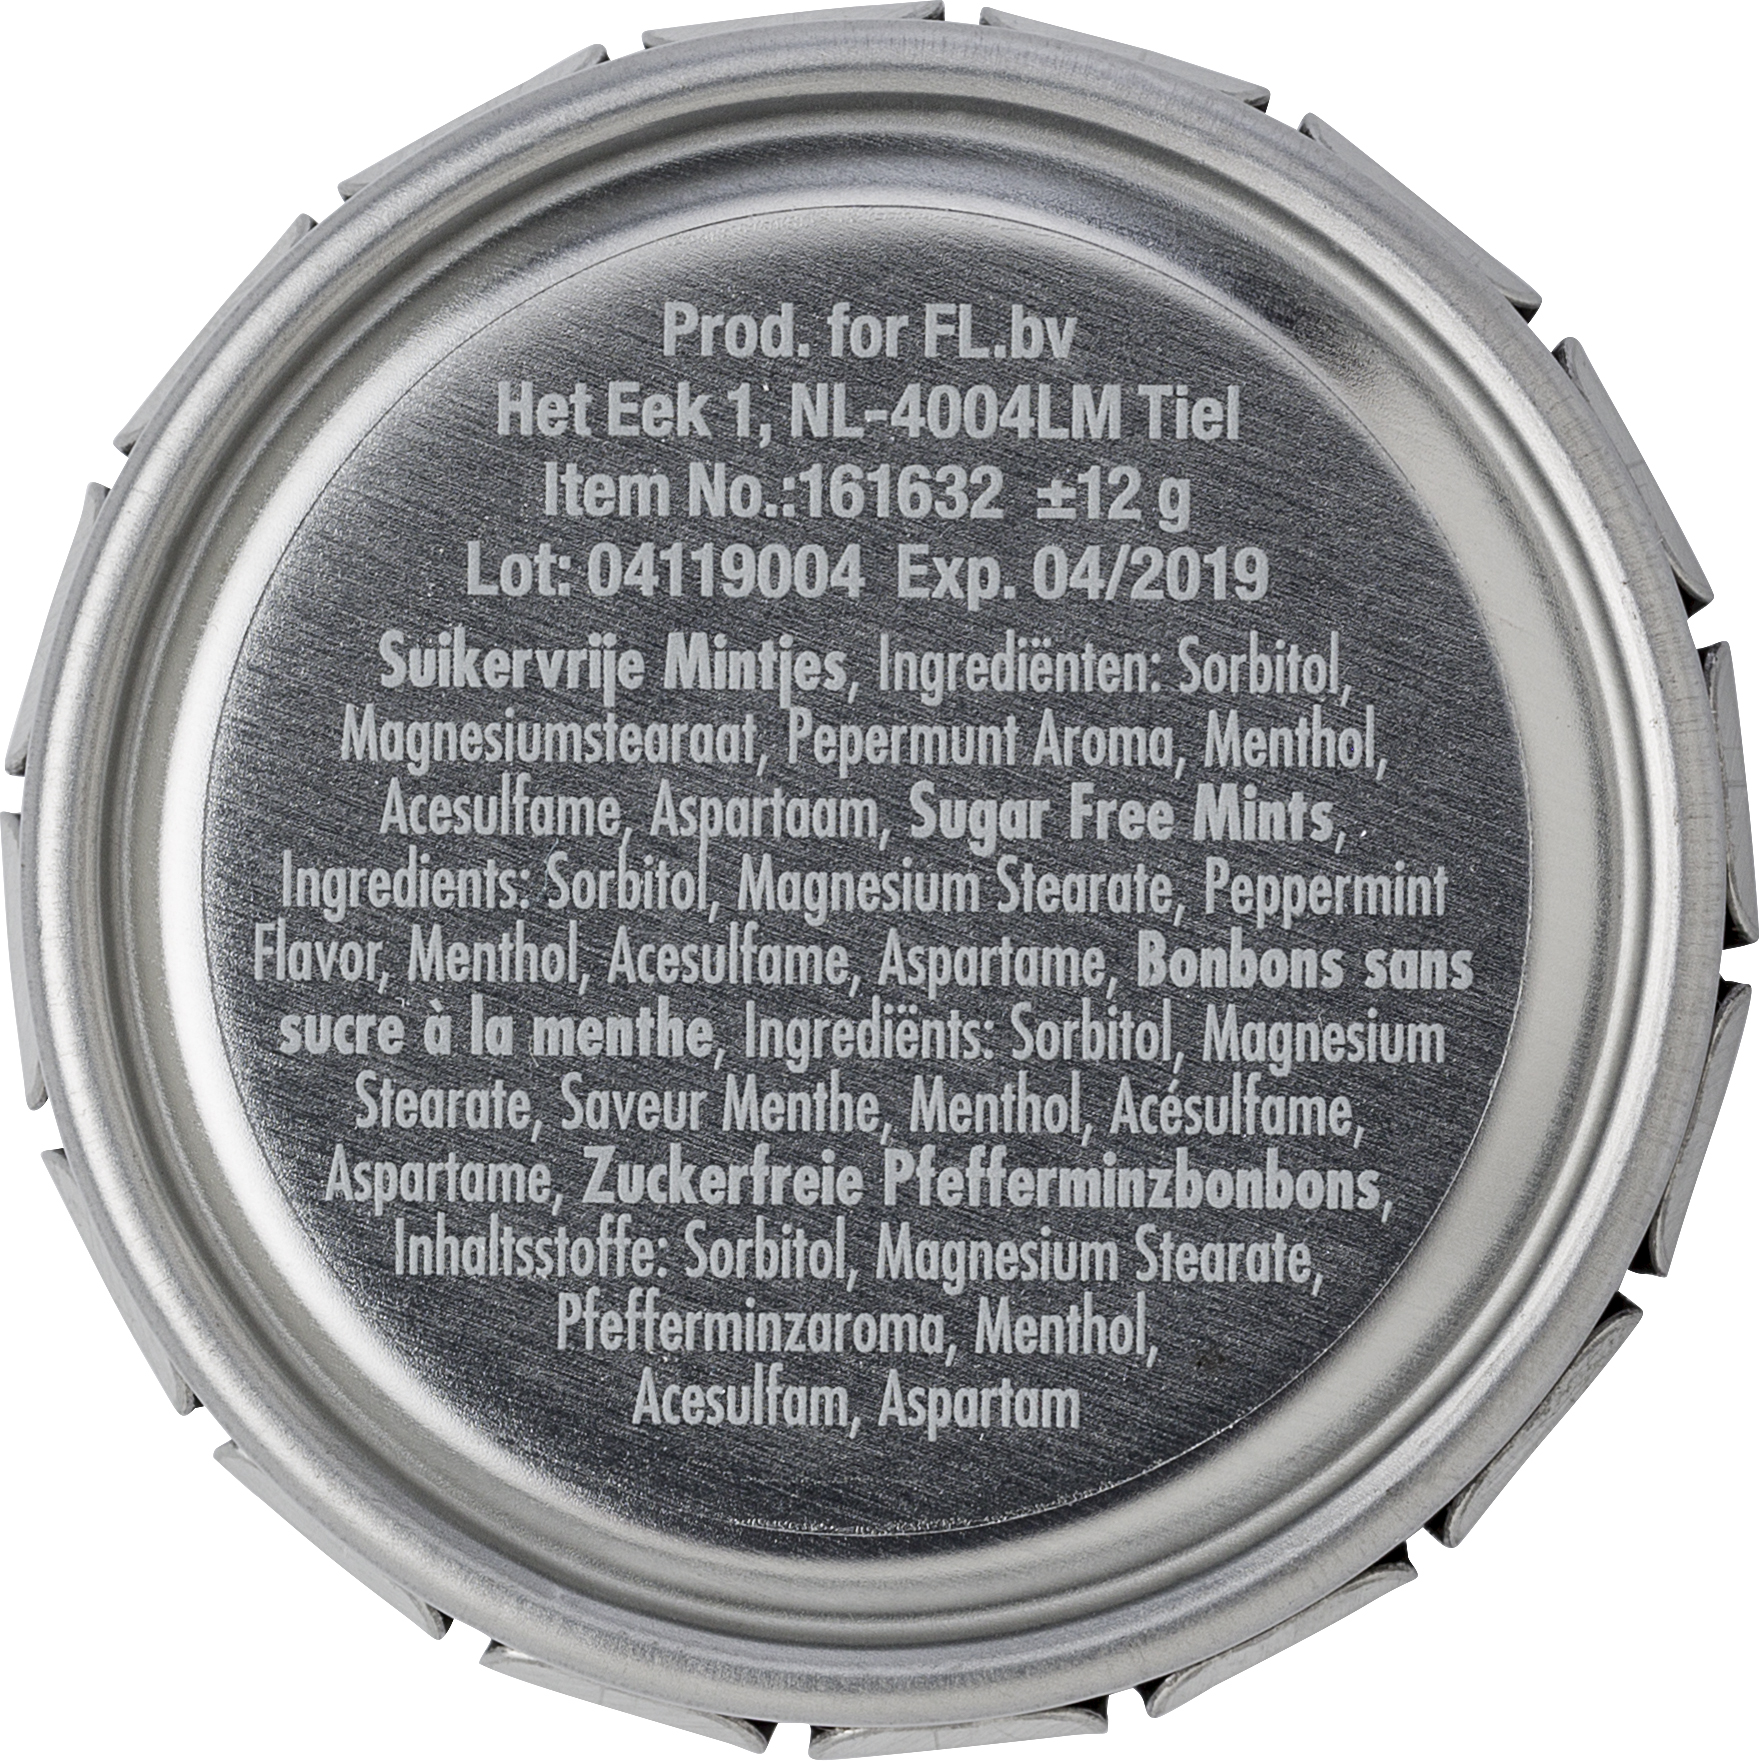 Prod. for FL.bv
Het Eek 1, NL-4004LM Tiel
Item No.:161632 ±12 g
Lot: 04119004 Exp. 04/2019
Suikervrije Mintjes, Ingrediënten: Sorbitol,
Magnesiumstearaat, Pepermunt Aroma, Menthol,
Acesulfame, Aspartaam, Sugar Free Mints,
Ingredients: Sorbitol, Magnesium Stearate, Peppermint
Flavor, Menthol, Acesulfame, Aspartame, Bonbons sans
sucre à la menthe, Ingrediënts: Sorbitol, Magnesium
Stearate, Saveur Menthe, Menthol, Acésulfame,
Aspartame, Zuckerfreie Pfefferminzbonbons,
Inhaltsstoffe: Sorbitol, Magnesium Stearate,
Pfefferminzaroma, Menthol,
Acesulfam, Aspartam